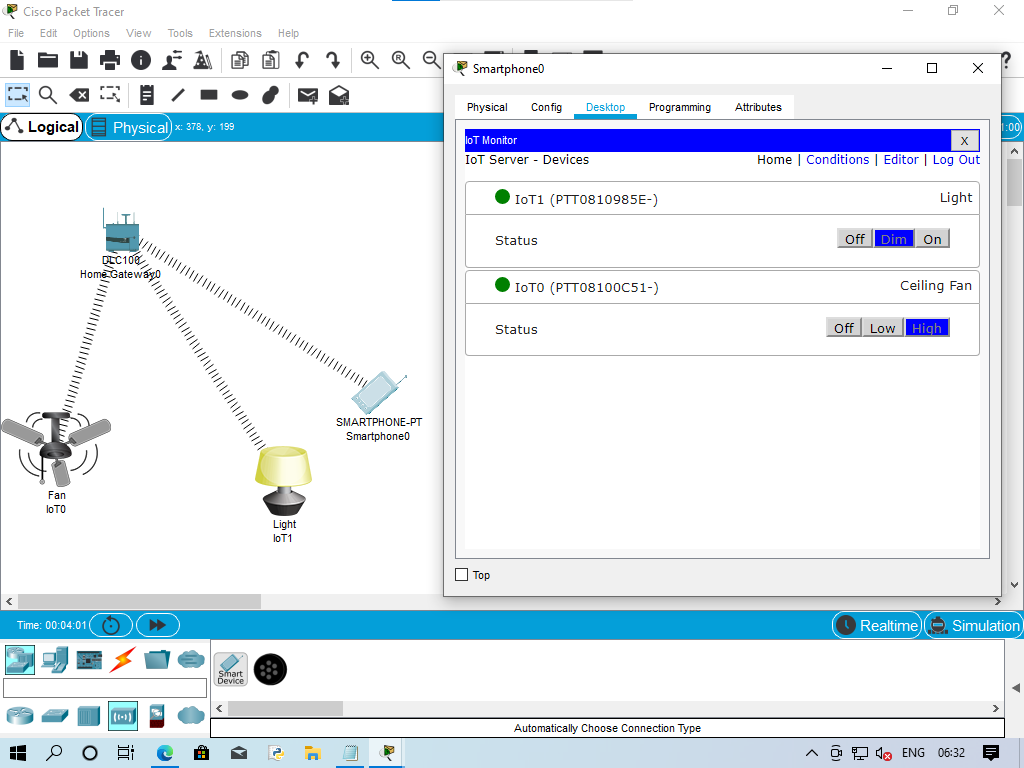 Cisco Packet Tracer
File Edit Options View Tools Extensions Help
Logical
Physical
x: 378, y: 199
DLC100
Home Gateway0
SMARTPHONE-PT
Smartphone0
Fan
IoT0
Light
IoT1
Smartphone0
Physical Config Desktop Programming Attributes
IoT Monitor
X
IoT Server - Devices
Home | Conditions | Editor | Log Out
IoT1 (PTT0810985E-)
Light
Status
Off Dim On
IoT0 (PTT08100C51-)
Ceiling Fan
Status
Off Low High
Top
:00)
Time: 00:04:01
Realtime
Simulation
Smart
Device
Automatically Choose Connection Type
ENG
06:32